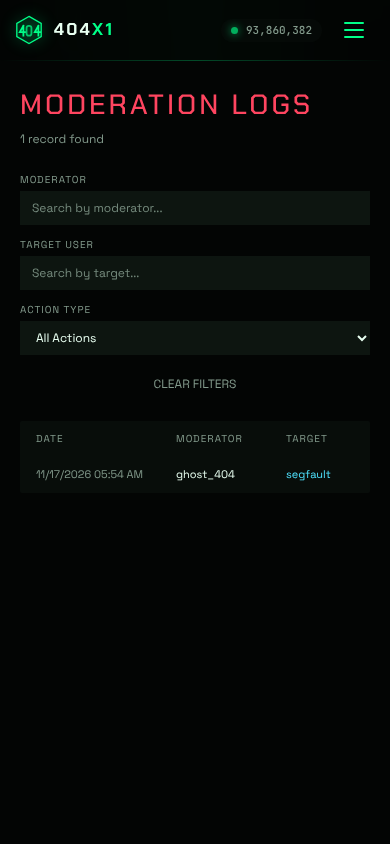 404 404X1 93,860,382
MODERATION LOGS
1 record found
MODERATOR
Search by moderator...
TARGET USER
Search by target...
ACTION TYPE
All Actions
CLEAR FILTERS
DATE MODERATOR TARGET
11/17/2026 05:54 AM ghost_404 segfault